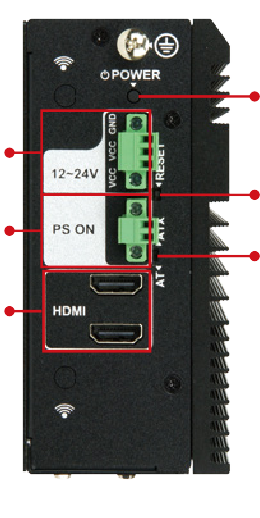 ⏻POWER
GND
VCC
VCC
12~24V
RESET
PS ON
ATX
AT
HDMI